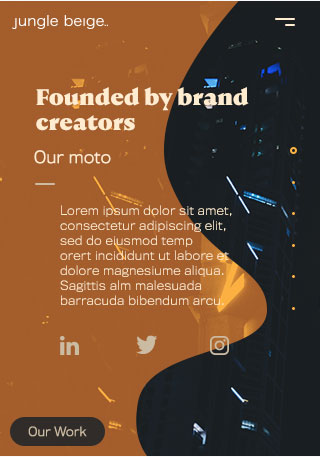 jungle beige..
Founded by brand
creators
Our moto
Lorem ipsum dolor sit amet,
consectetur adipiscing elit,
sed do eiusmod temp
orert incididunt ut labore et
dolore magnesiume aliqua.
Sagittis alm malesuada
barracuda bibendum arcu.
in
Our Work